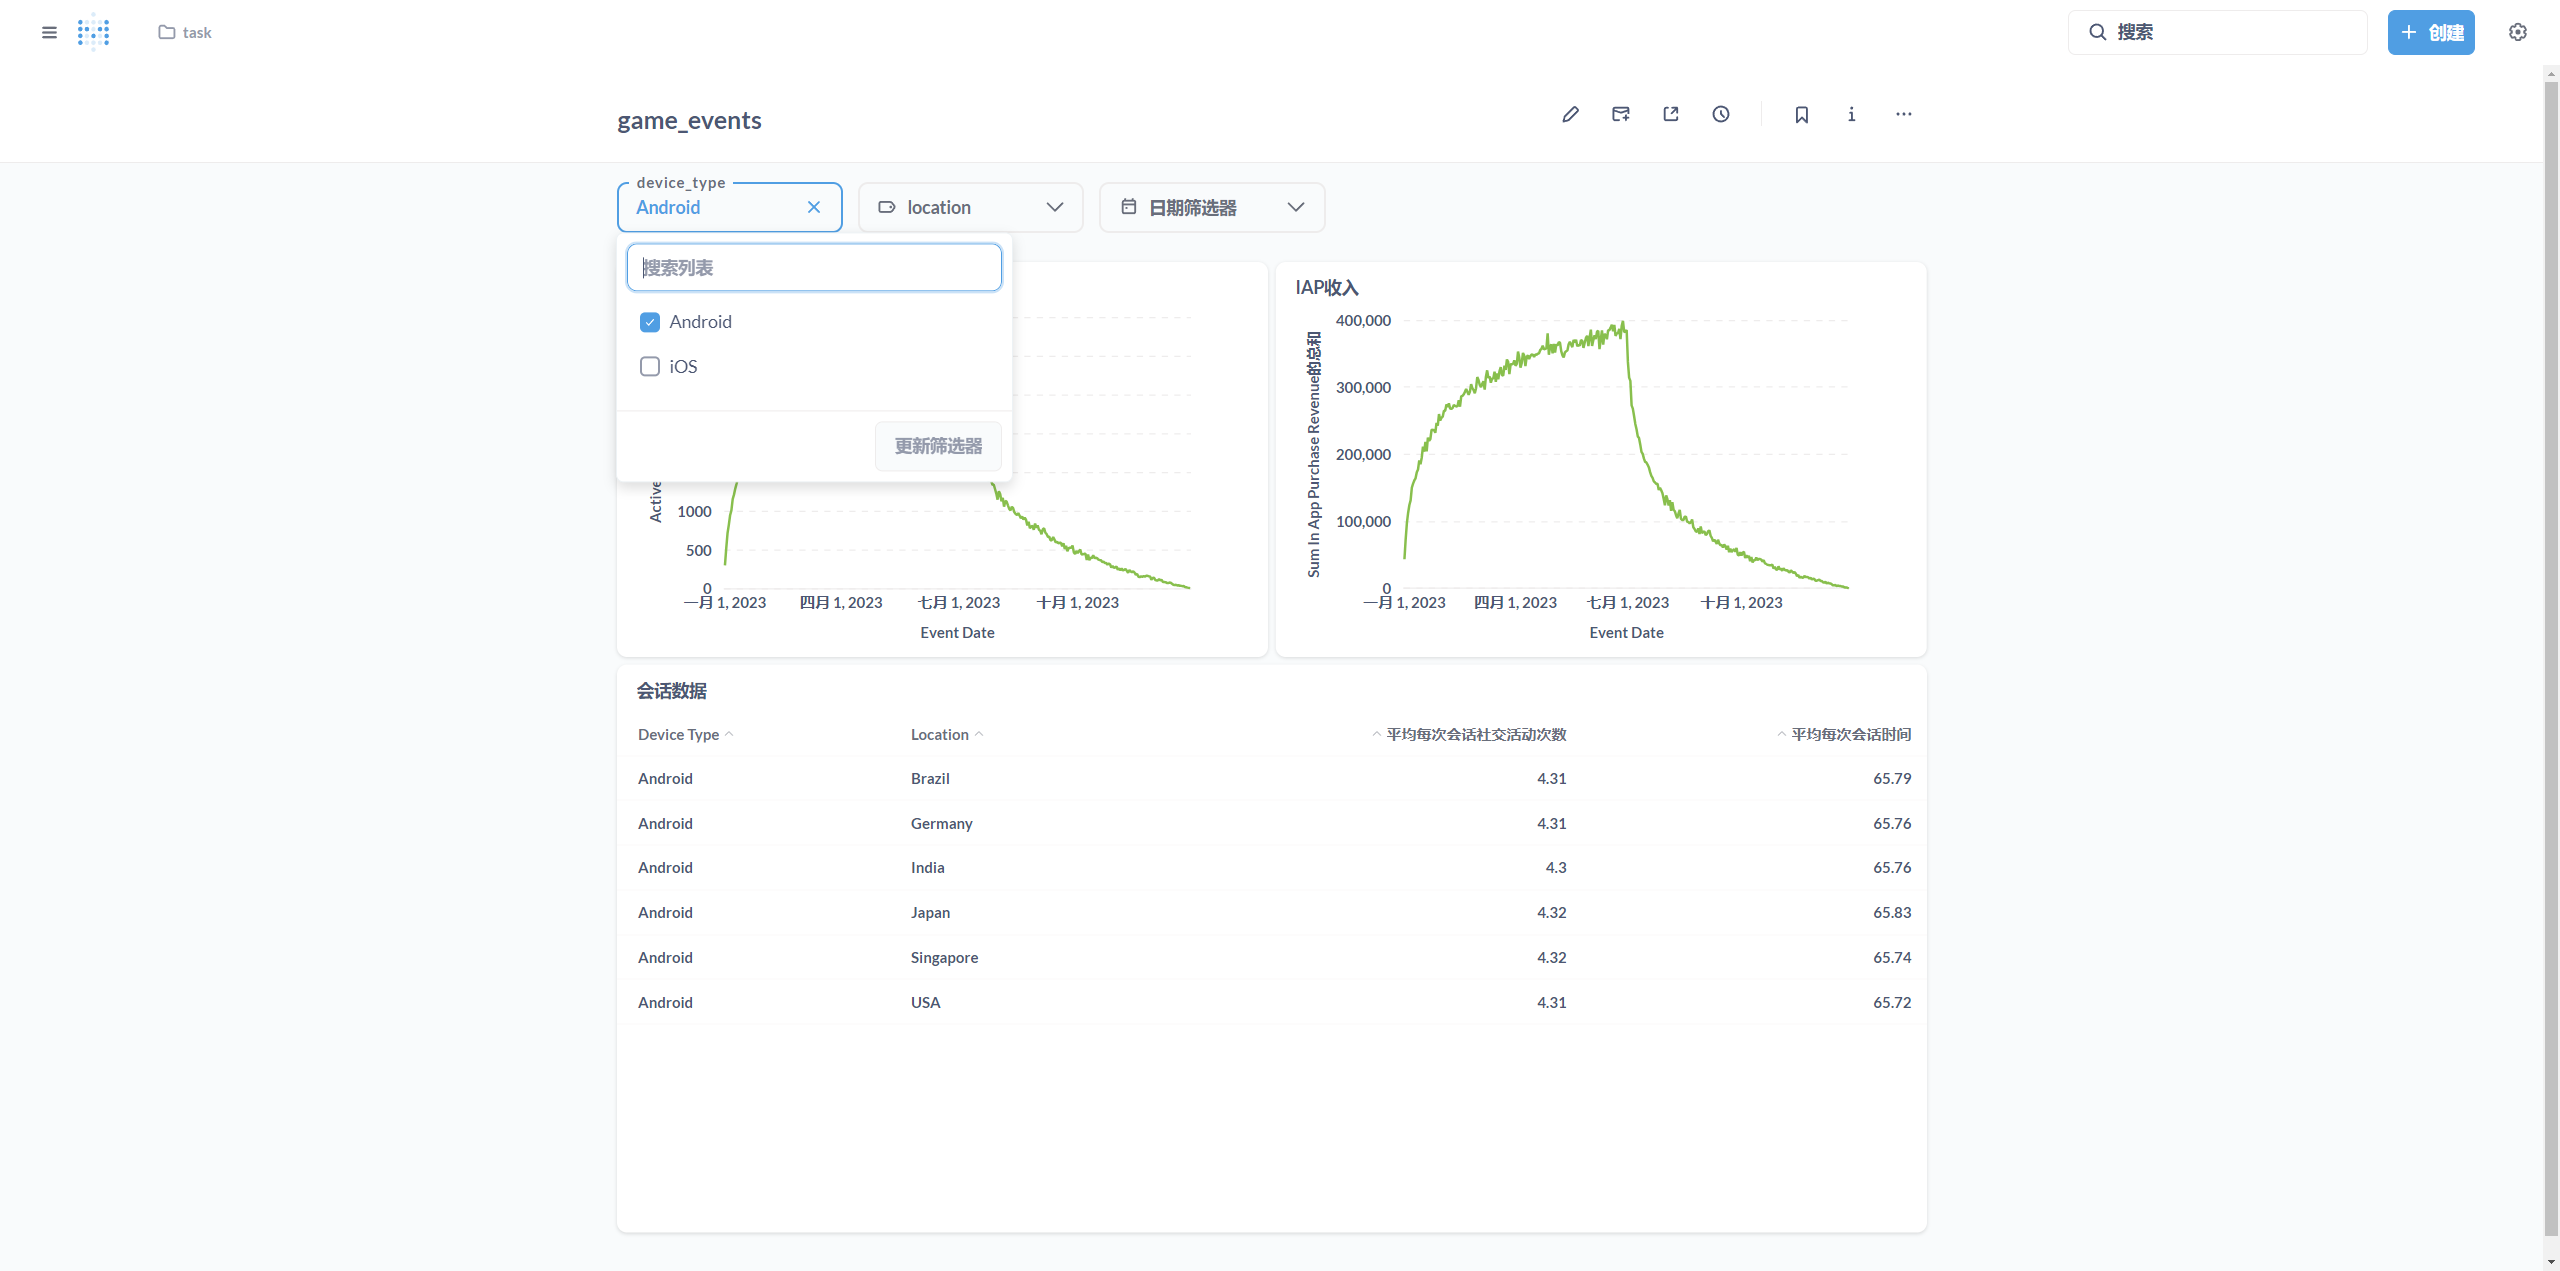 task
搜索
创建
game_events
device_type
Android
location
日期筛选器
搜索列表
Android
iOS
更新筛选器
Active
1000
500
0
一月 1, 2023
四月 1, 2023
七月 1, 2023
十月 1, 2023
Event Date
IAP收入
Sum In App Purchase Revenue的总和
400,000
300,000
200,000
100,000
0
一月 1, 2023
四月 1, 2023
七月 1, 2023
十月 1, 2023
Event Date
会话数据
Device Type Location 平均每次会话社交活动次数 平均每次会话时间
Android Brazil 4.31 65.79
Android Germany 4.31 65.76
Android India 4.3 65.76
Android Japan 4.32 65.83
Android Singapore 4.32 65.74
Android USA 4.31 65.72